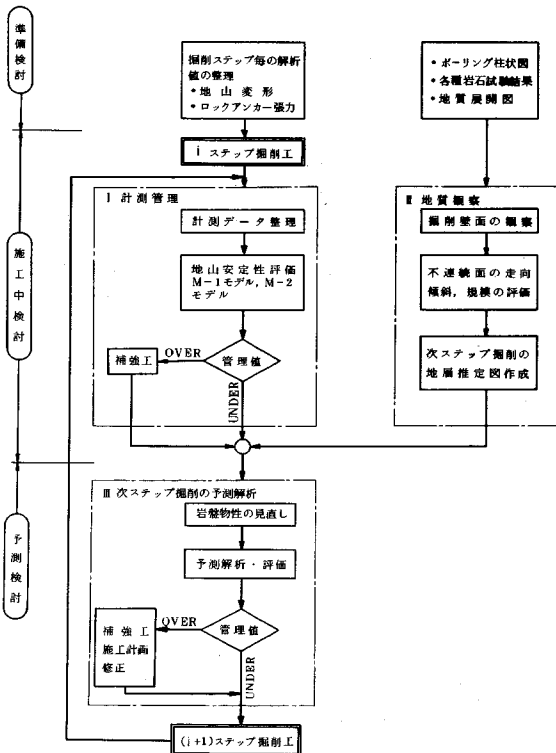 準備検討
掘削ステップ毎の解析
値の整理
・地山変形
・ロックアンカー張力
・ボーリング柱状図
・各種岩石試験結果
・地質展開図
i ステップ掘削工
施工中検討
I 計測管理
計測データ整理
地山安定性評価
M-1モデル,M-2
モデル
管理値
OVER
補強工
UNDER
II 地質観察
掘削壁面の観察
不連続面の走向
傾斜,規模の評価
次ステップ掘削の
地層推定図作成
予測検討
III 次ステップ掘削の予測解析
岩盤物性の見直し
予測解析・評価
管理値
OVER
補強工
施工計画
修正
UNDER
(i+1)ステップ掘削工